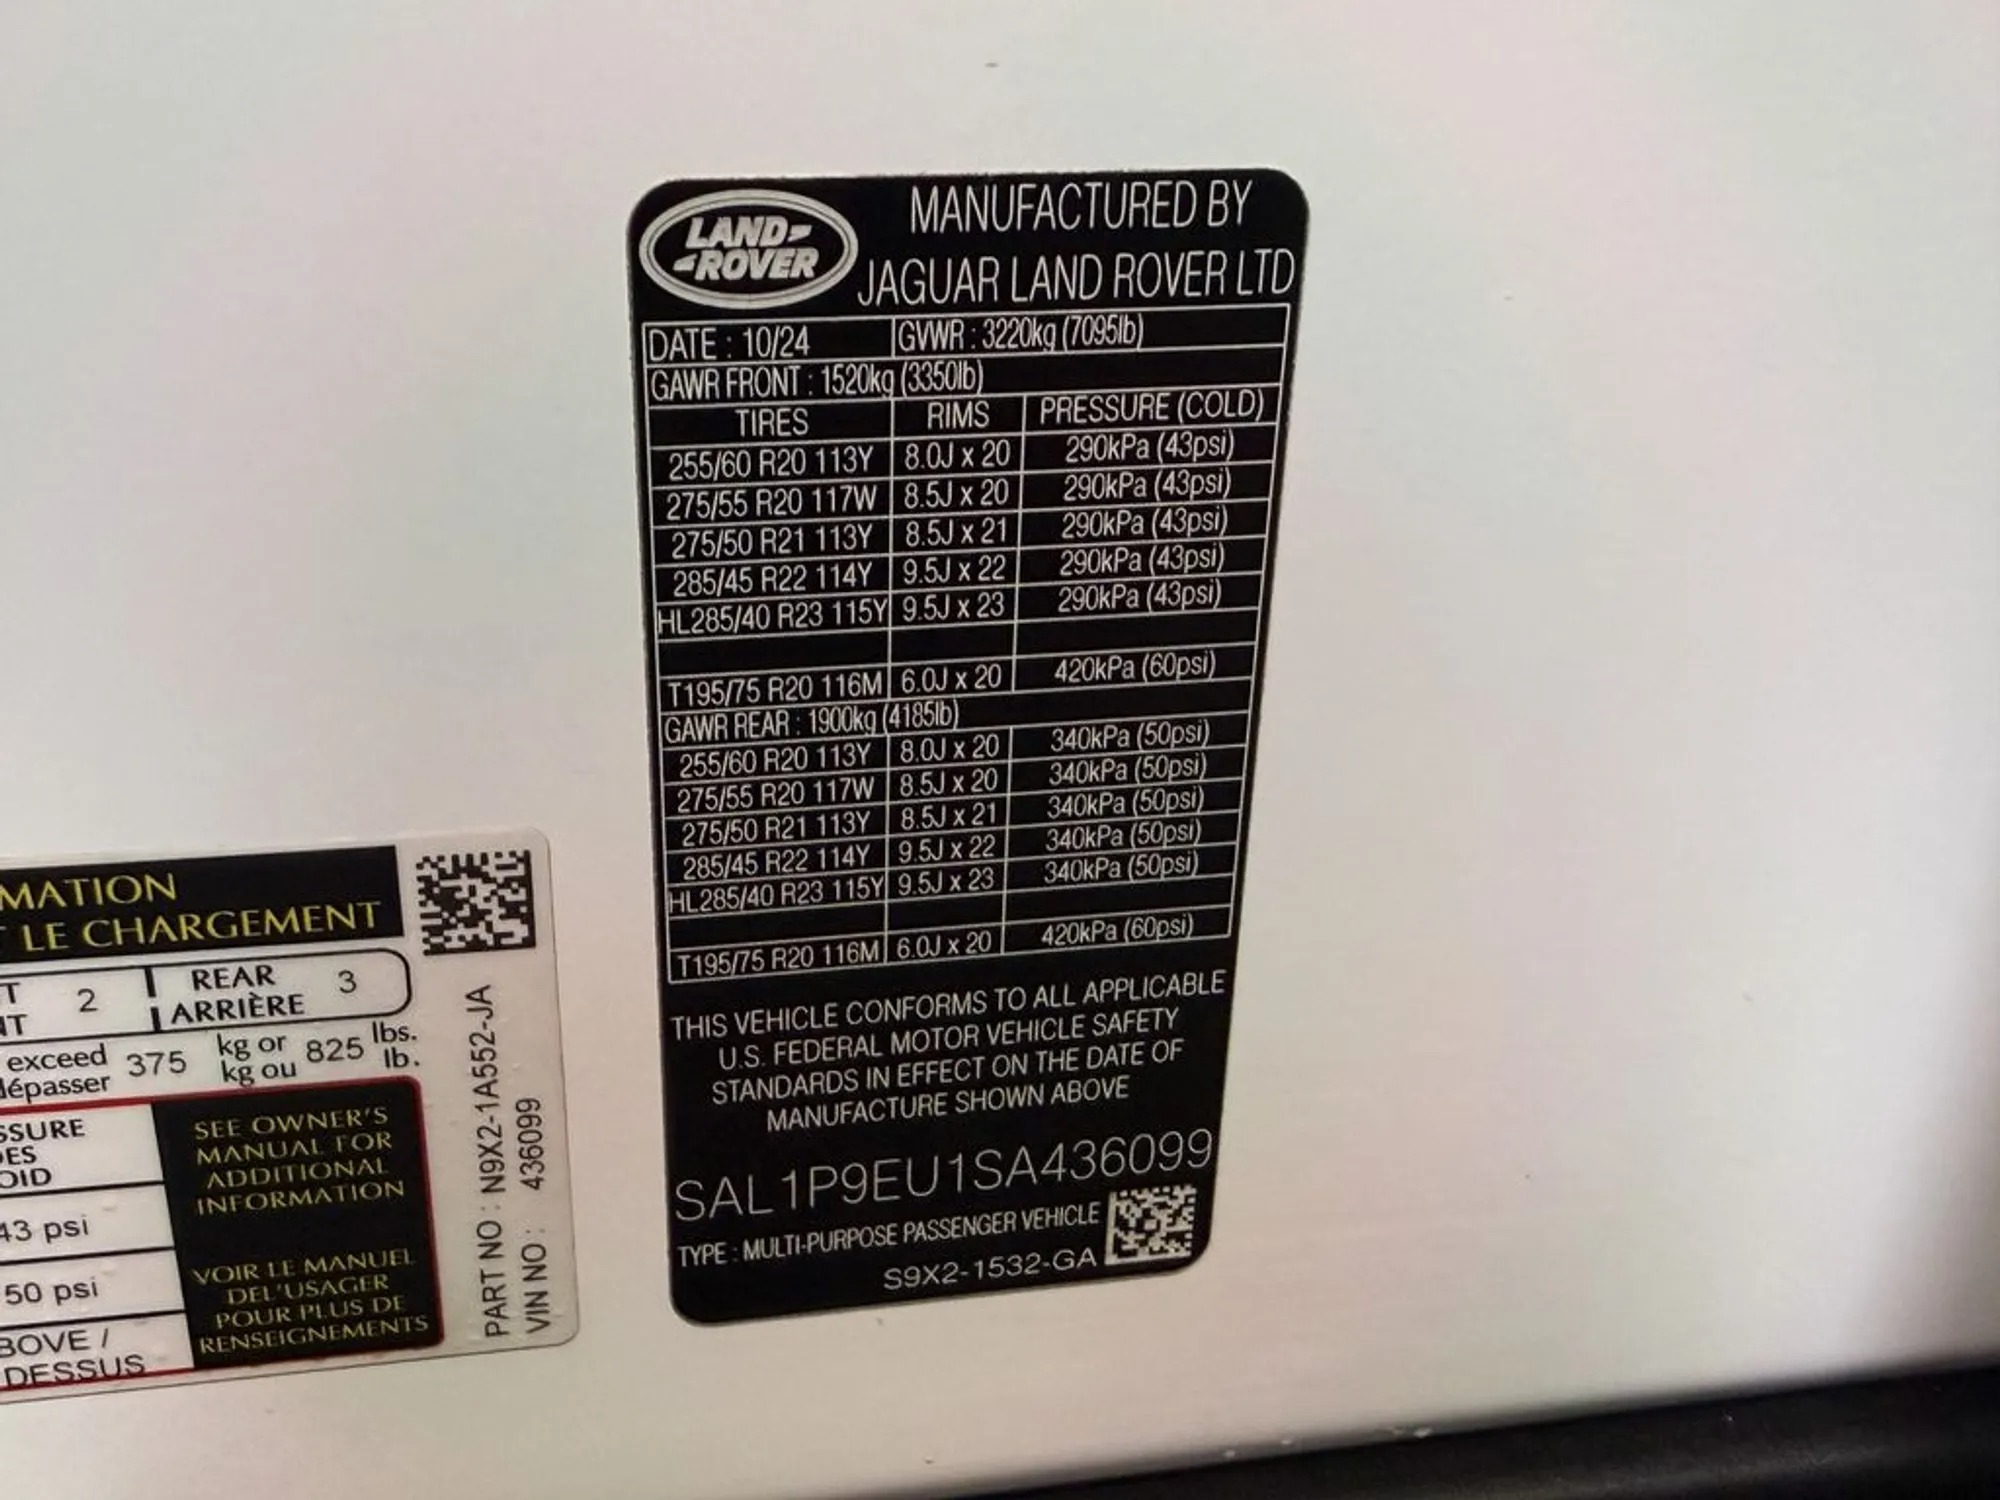 LAND-
-ROVER
MANUFACTURED BY
JAGUAR LAND ROVER LTD
DATE : 10/24 GVWR : 3220kg (7095lb)
GAWR FRONT : 1520kg (3350lb)
TIRES RIMS PRESSURE (COLD)
255/60 R20 113Y 8.0J x 20 290kPa (43psi)
275/55 R20 117W 8.5J x 20 290kPa (43psi)
275/50 R21 113Y 8.5J x 21 290kPa (43psi)
285/45 R22 114Y 9.5J x 22 290kPa (43psi)
HL285/40 R23 115Y 9.5J x 23 290kPa (43psi)
T195/75 R20 116M 6.0J x 20 420kPa (60psi)
GAWR REAR : 1900kg (4185lb)
255/60 R20 113Y 8.0J x 20 340kPa (50psi)
275/55 R20 117W 8.5J x 20 340kPa (50psi)
275/50 R21 113Y 8.5J x 21 340kPa (50psi)
285/45 R22 114Y 9.5J x 22 340kPa (50psi)
HL285/40 R23 115Y 9.5J x 23 340kPa (50psi)
T195/75 R20 116M 6.0J x 20 420kPa (60psi)
THIS VEHICLE CONFORMS TO ALL APPLICABLE
U.S. FEDERAL MOTOR VEHICLE SAFETY
STANDARDS IN EFFECT ON THE DATE OF
MANUFACTURE SHOWN ABOVE
SAL1P9EU1SA436099
TYPE : MULTI-PURPOSE PASSENGER VEHICLE
S9X2-1532-GA
MATION
T LE CHARGEMENT
T 2 REAR 3
NT ARRIÈRE
exceed 375 kg or 825 lbs.
dépasser kg ou lb.
SSURE
DES
OID
43 psi
50 psi
BOVE /
DESSUS
SEE OWNER'S
MANUAL FOR
ADDITIONAL
INFORMATION
VOIR LE MANUEL
DEL'USAGER
POUR PLUS DE
RENSEIGNEMENTS
PART NO : N9X2-1A552-JA
VIN NO : 436099